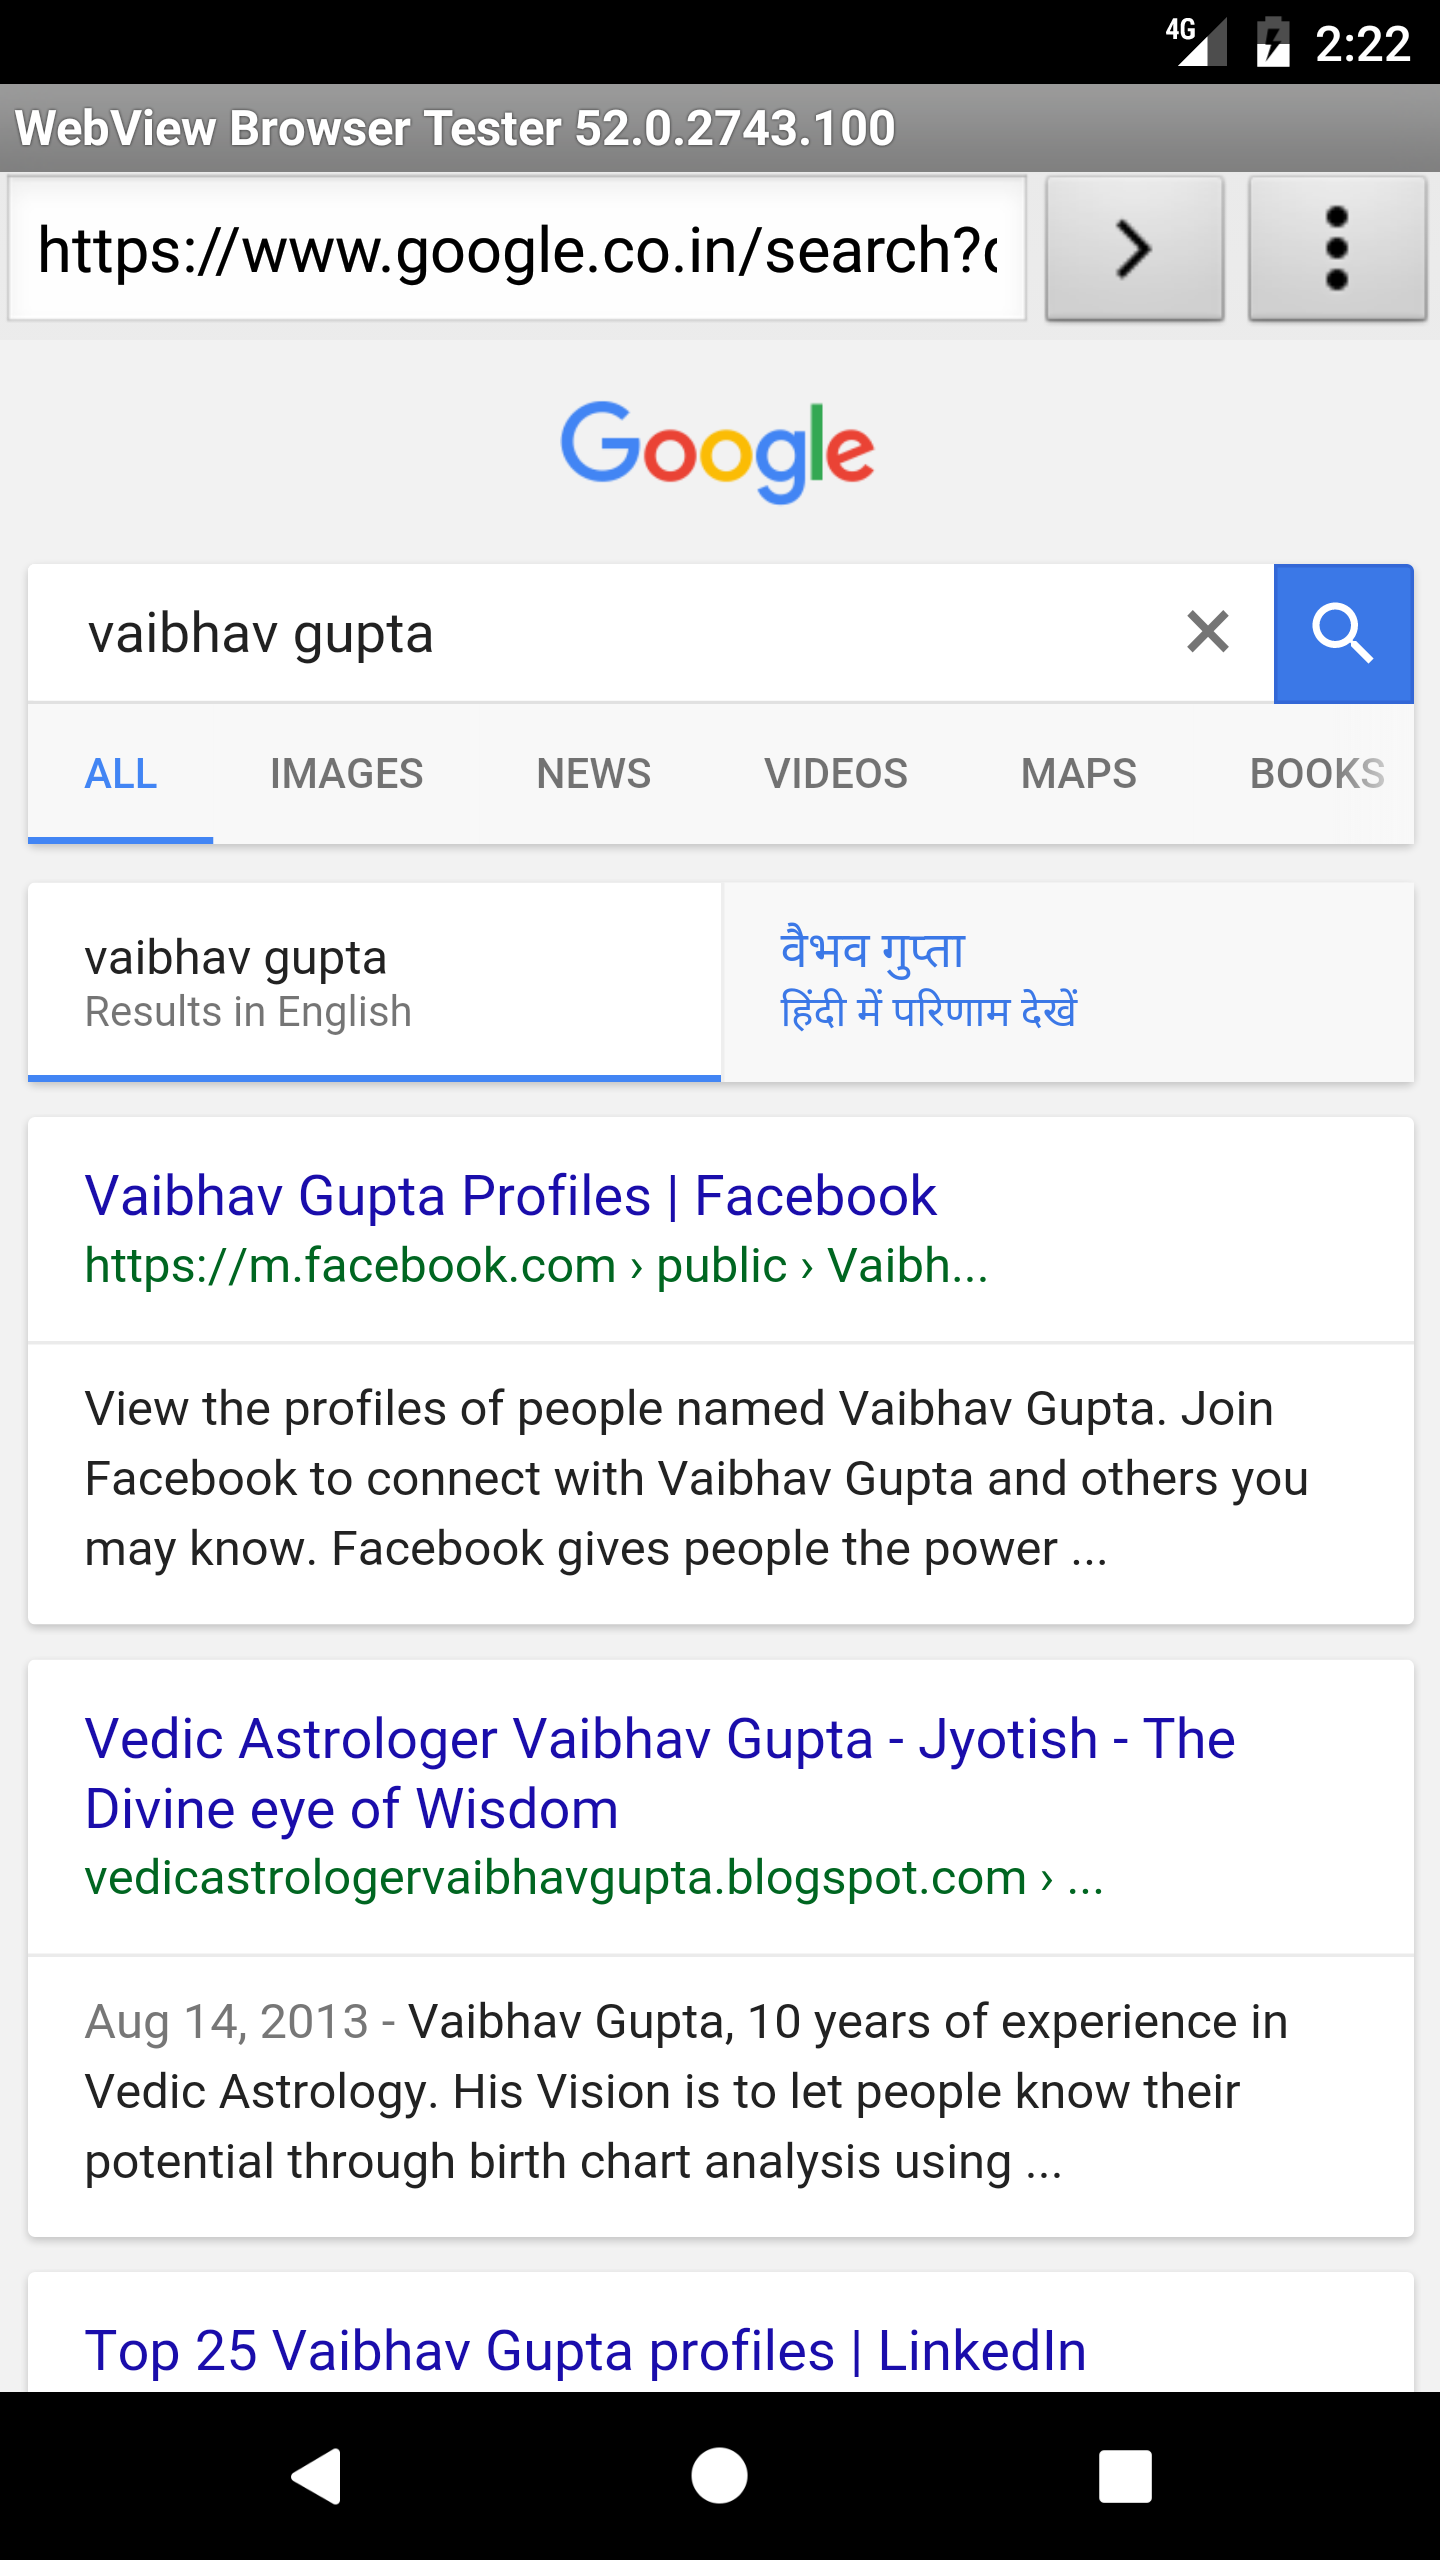 4G 2:22
WebView Browser Tester 52.0.2743.100
https://www.google.co.in/search?
Google
vaibhav gupta
ALL IMAGES NEWS VIDEOS MAPS BOOKS
vaibhav gupta
Results in English
वैभव गुप्ता
हिंदी में परिणाम देखें
Vaibhav Gupta Profiles | Facebook
https://m.facebook.com › public › Vaibh...
View the profiles of people named Vaibhav Gupta. Join
Facebook to connect with Vaibhav Gupta and others you
may know. Facebook gives people the power ...
Vedic Astrologer Vaibhav Gupta - Jyotish - The
Divine eye of Wisdom
vedicastrologervaibhavgupta.blogspot.com › ...
Aug 14, 2013 - Vaibhav Gupta, 10 years of experience in
Vedic Astrology. His Vision is to let people know their
potential through birth chart analysis using ...
Top 25 Vaibhav Gupta profiles | LinkedIn